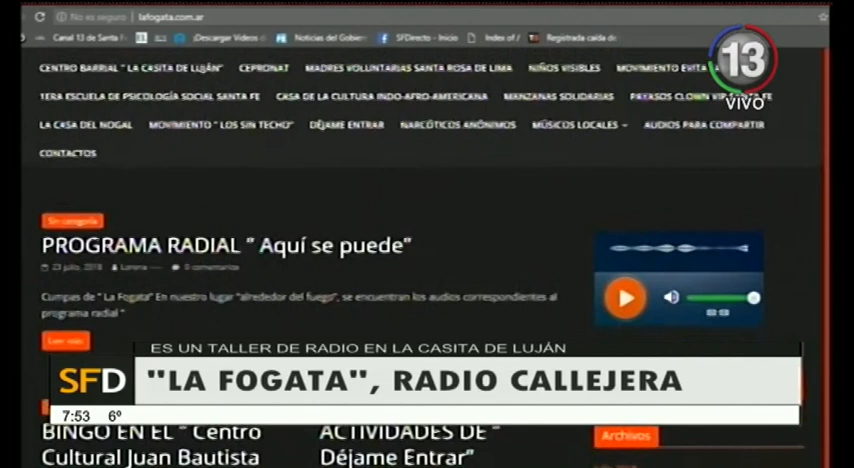 No es seguro | lafogata.com.ar
Canal 13 de Santa F ¡Descargar Videos d Noticias del Gobier SFDirecto - Inicio Index of / Registrada caída de
13
VIVO
CENTRO BARRIAL " LA CASITA DE LUJÁN" CEPRONAT MADRES VOLUNTARIAS SANTA ROSA DE LIMA NIÑOS VISIBLES MOVIMIENTO EVITA
1ERA ESCUELA DE PSICOLOGÍA SOCIAL SANTA FE CASA DE LA CULTURA INDO-AFRO-AMERICANA MANZANAS SOLIDARIAS PAYASOS CLOWN
LA CASA DEL NOGAL MOVIMIENTO " LOS SIN TECHO" DÉJAME ENTRAR NARCÓTICOS ANÓNIMOS MÚSICOS LOCALES AUDIOS PARA COMPARTIR
CONTACTOS
Sin categoría
PROGRAMA RADIAL " Aquí se puede"
23 julio, 2018 0 comentarios
Cumpas de " La Fogata" En nuestro lugar "alrededor del fuego", se encuentran los audios correspondientes al
programa radial "
Leer más
ES UN TALLER DE RADIO EN LA CASITA DE LUJÁN
SFD "LA FOGATA", RADIO CALLEJERA
7:53 6º
BINGO EN EL " Centro
Cultural Juan Bautista
ACTIVIDADES DE "
Déjame Entrar"
Archivos